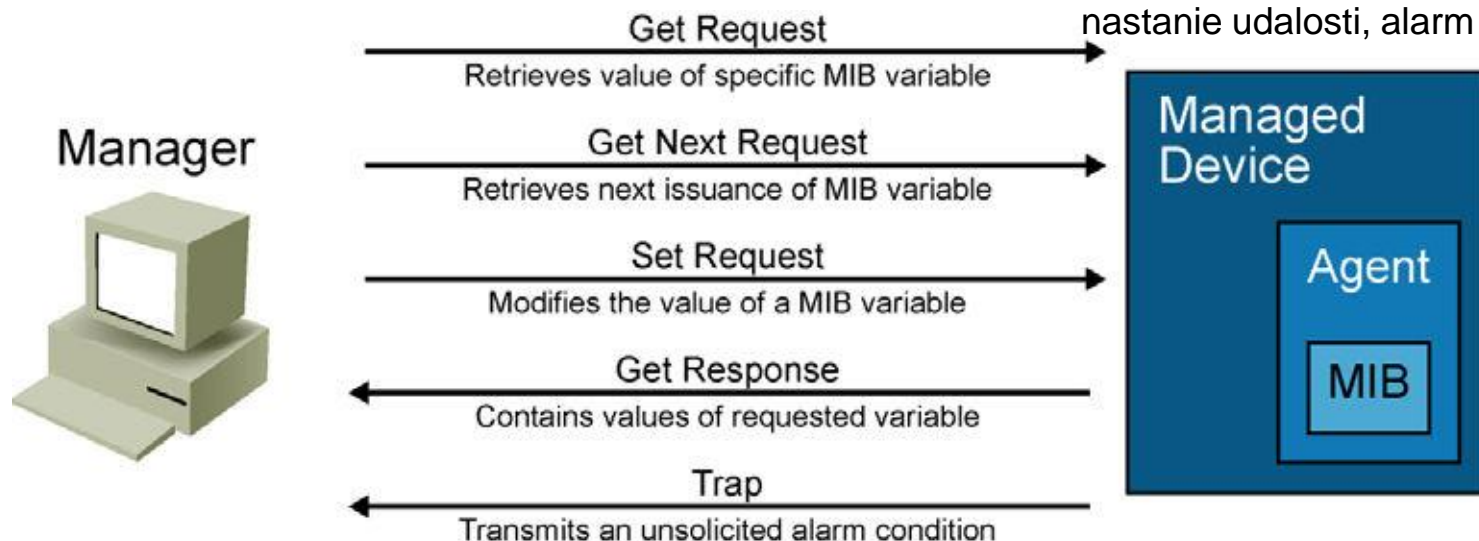 nastanie udalosti, alarm
Get Request
Retrieves value of specific MIB variable
Manager
Get Next Request
Retrieves next issuance of MIB variable
Set Request
Modifies the value of a MIB variable
Get Response
Contains values of requested variable
Trap
Transmits an unsolicited alarm condition
Managed
Device
Agent
MIB